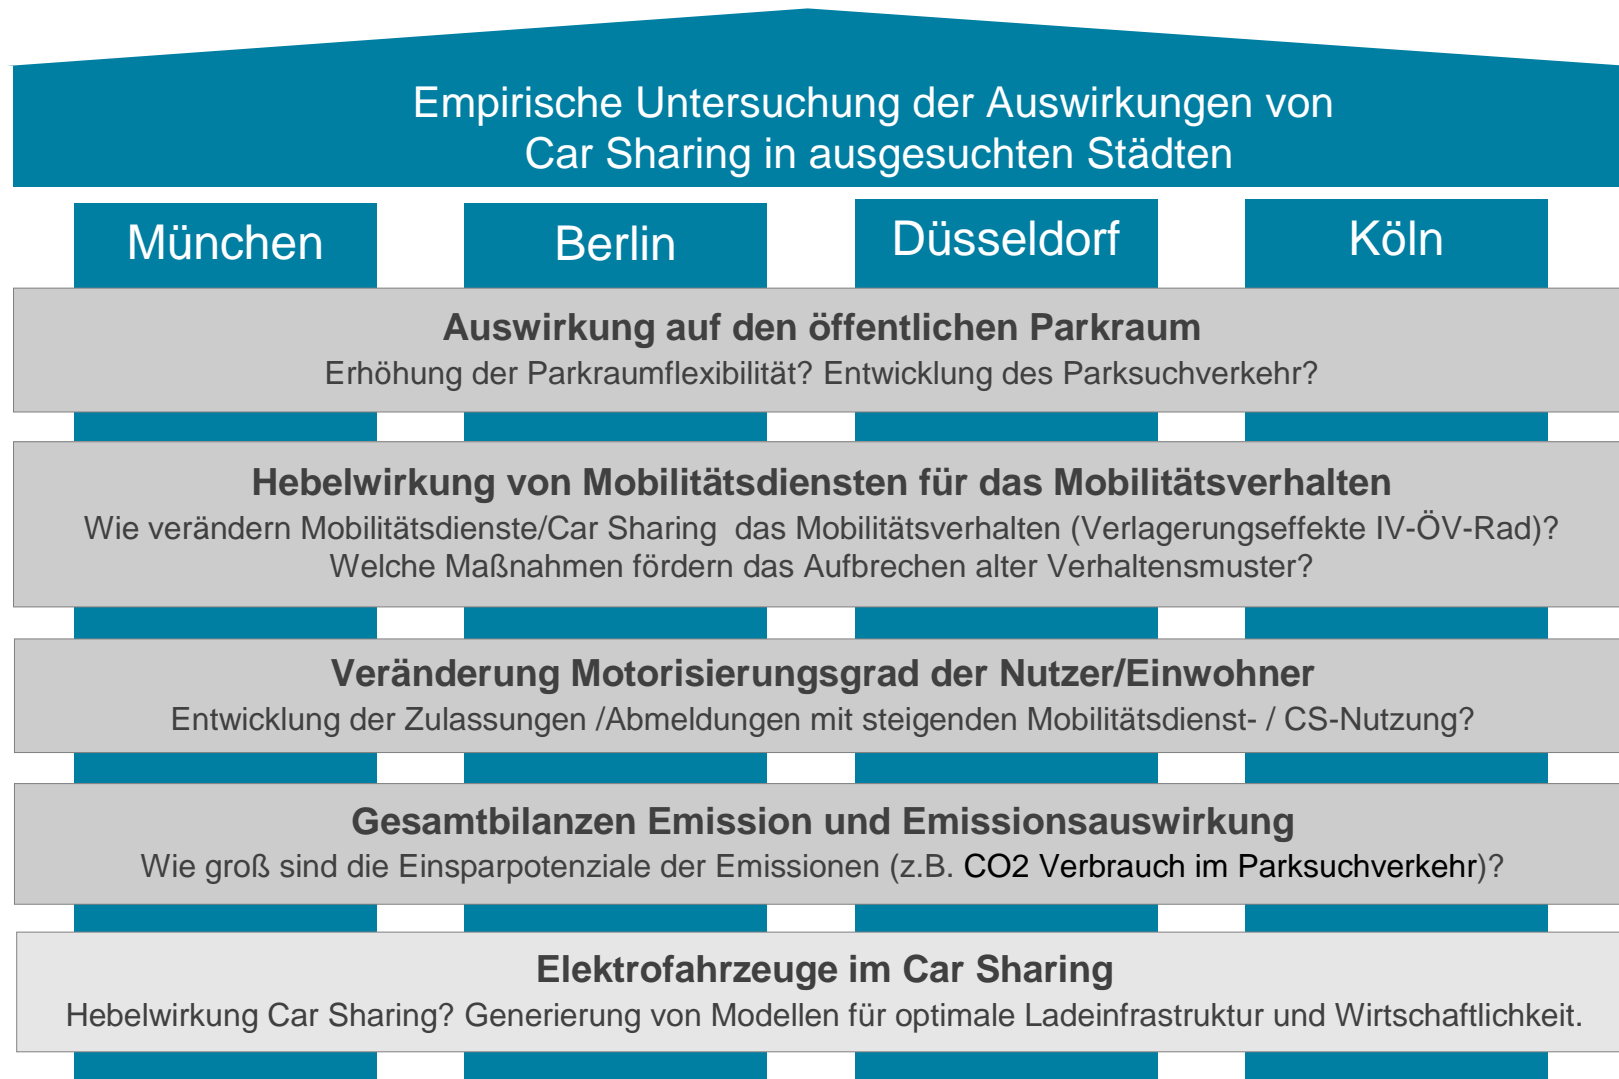 Empirische Untersuchung der Auswirkungen von
Car Sharing in ausgesuchten Städten
München
Berlin
Düsseldorf
Köln
Auswirkung auf den öffentlichen Parkraum
Erhöhung der Parkraumflexibilität? Entwicklung des Parksuchverkehr?
Hebelwirkung von Mobilitätsdiensten für das Mobilitätsverhalten
Wie verändern Mobilitätsdienste/Car Sharing  das Mobilitätsverhalten (Verlagerungseffekte IV-ÖV-Rad)?
Welche Maßnahmen fördern das Aufbrechen alter Verhaltensmuster?
Veränderung Motorisierungsgrad der Nutzer/Einwohner
Entwicklung der Zulassungen /Abmeldungen mit steigenden Mobilitätsdienst- / CS-Nutzung?
Gesamtbilanzen Emission und Emissionsauswirkung
Wie groß sind die Einsparpotenziale der Emissionen (z.B. CO2 Verbrauch im Parksuchverkehr)?
Elektrofahrzeuge im Car Sharing
Hebelwirkung Car Sharing? Generierung von Modellen für optimale Ladeinfrastruktur und Wirtschaftlichkeit.